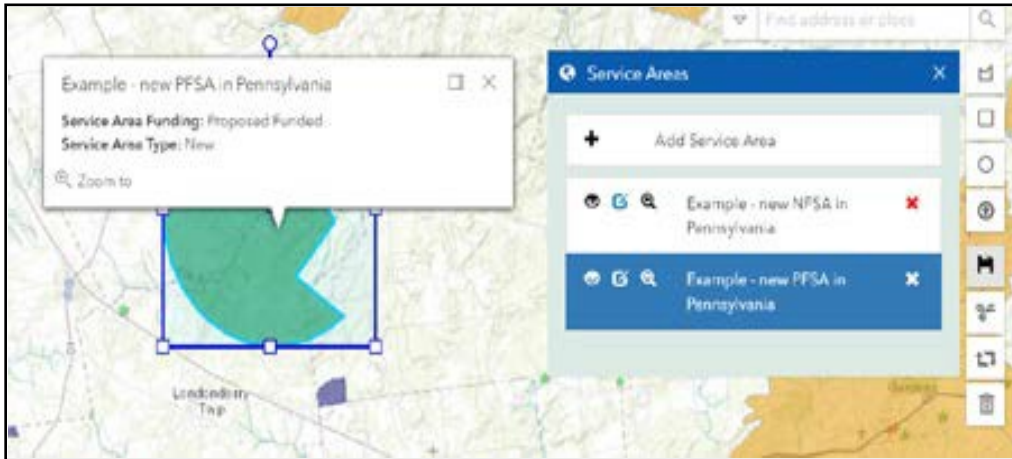 Find address or place
Example - new PFSA in Pennsylvania
Service Area Funding: Proposed Funded
Service Area Type: New
Zoom to
Service Areas
Add Service Area
Example - new NFSA in
Pennsylvania
Example - new PFSA in
Pennsylvania
Londonderry
Twp